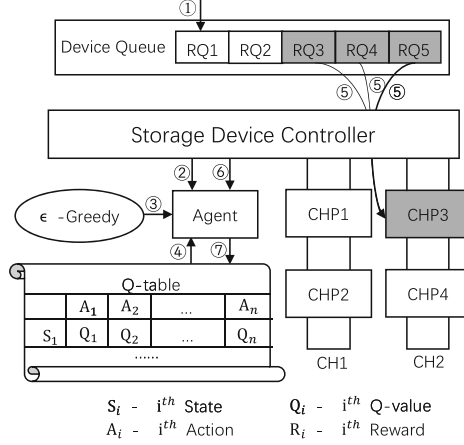 ①
Device Queue RQ1 RQ2 RQ3 RQ4 RQ5
⑤ ⑤ ⑤
Storage Device Controller
② ⑥
ϵ -Greedy ③ Agent CHP1 CHP3
④ ⑦
Q-table
A₁ A₂ ... Aₙ
S₁ Q₁ Q₂ ... Qₙ
......
CHP2 CHP4
CH1 CH2
Sᵢ - iᵗʰ State Qᵢ - iᵗʰ Q-value
Aᵢ - iᵗʰ Action Rᵢ - iᵗʰ Reward